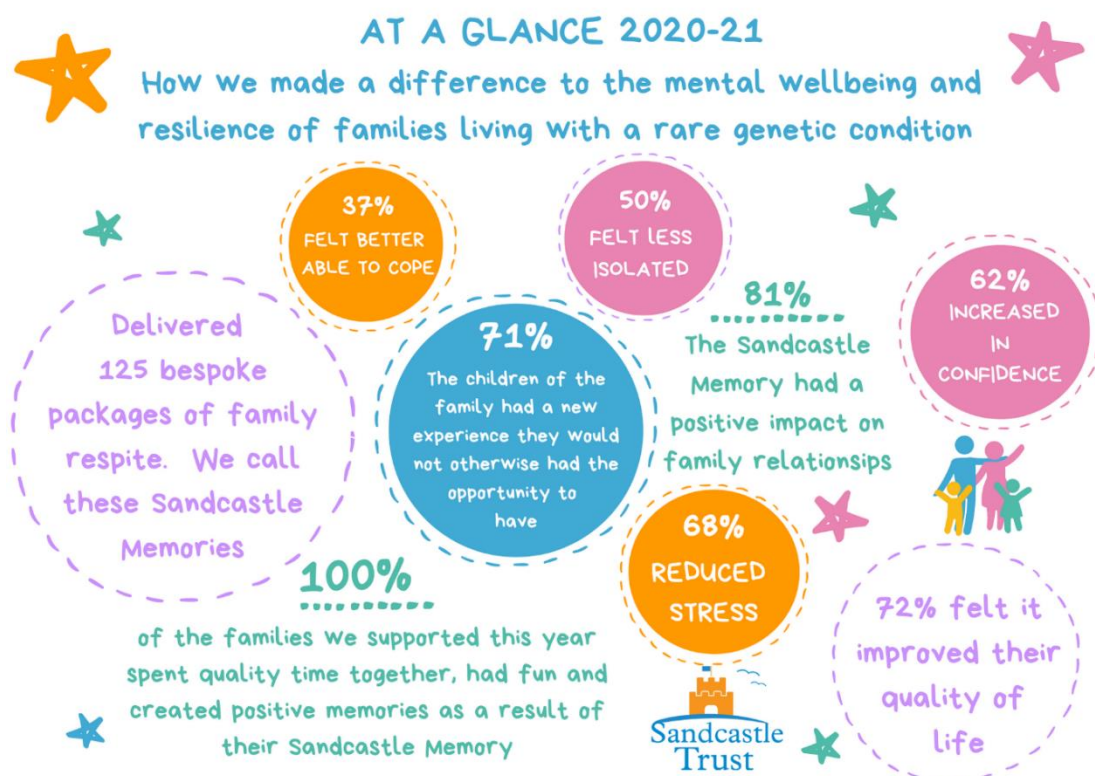 AT A GLANCE 2020-21
How we made a difference to the mental wellbeing and
resilience of families living with a rare genetic condition
37%
FELT BETTER
ABLE TO COPE
50%
FELT LESS
ISOLATED
62%
INCREASED
IN
CONFIDENCE
Delivered
125 bespoke
packages of family
respite. We call
these Sandcastle
Memories
71%
The children of the
family had a new
experience they would
not otherwise had the
opportunity to
have
81%
The Sandcastle
Memory had a
positive impact on
family relationsips
68%
REDUCED
STRESS
100%
of the families we supported this year
spent quality time together, had fun and
created positive memories as a result of
their Sandcastle Memory
72% felt it
improved their
quality of
life
Sandcastle
Trust